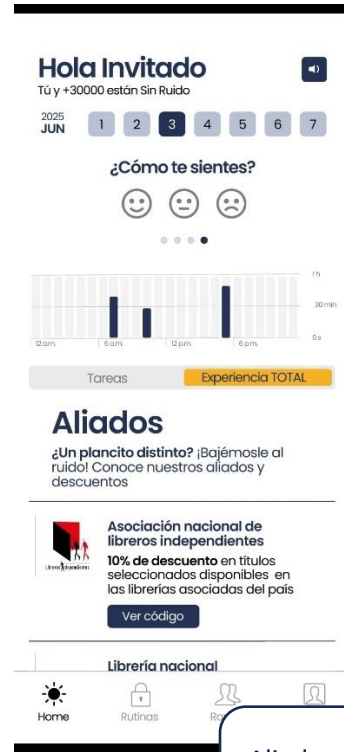 Hola Invitado
Tú y +30000 están Sin Ruido
2025
JUN
1 2 3 4 5 6 7
¿Cómo te sientes?
1 h
30 min
0 s
12 a.m. 6 a.m. 12 p.m. 6 p.m.
Tareas Experiencia TOTAL
Aliados
¿Un plancito distinto? ¡Bajémosle al
ruido! Conoce nuestros aliados y
descuentos
Asociación nacional de
libreros independientes
10% de descuento en títulos
seleccionados disponibles en
las librerías asociadas del país
Ver código
Librería nacional
Home Rutinas